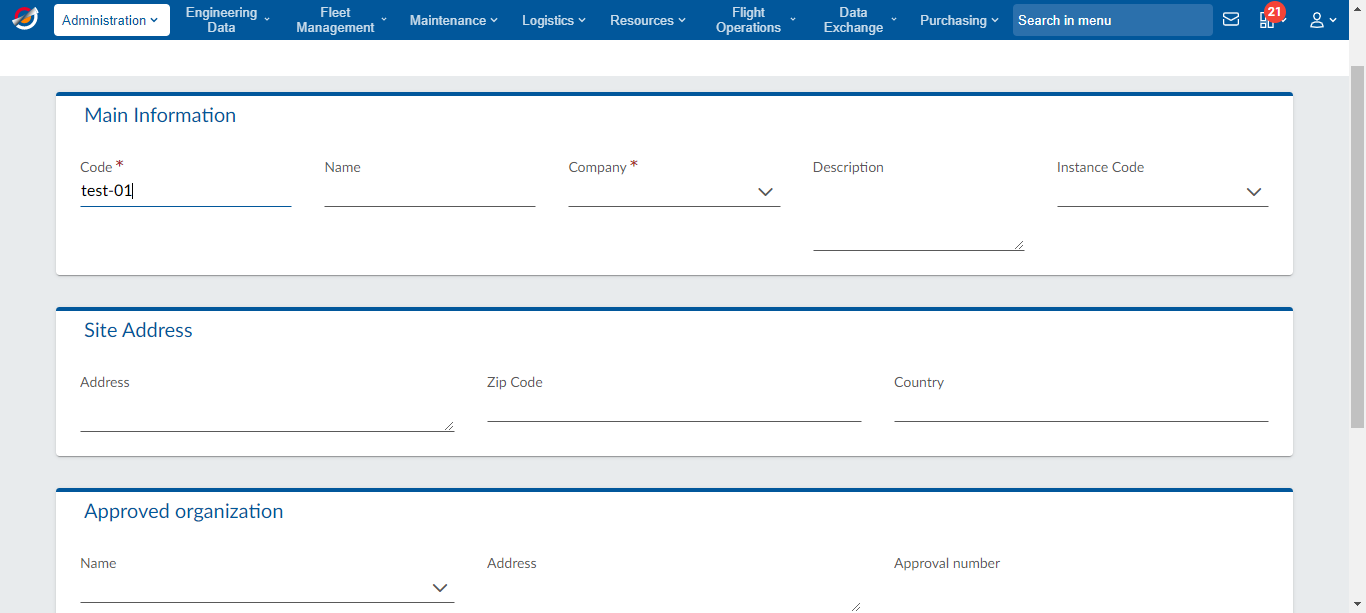 Administration
Engineering
Data
Fleet
Management
Maintenance
Logistics
Resources
Flight
Operations
Data
Exchange
Purchasing
Search in menu
21
Main Information
Code *
Name
Company *
Description
Instance Code
test-01
Site Address
Address
Zip Code
Country
Approved organization
Name
Address
Approval number